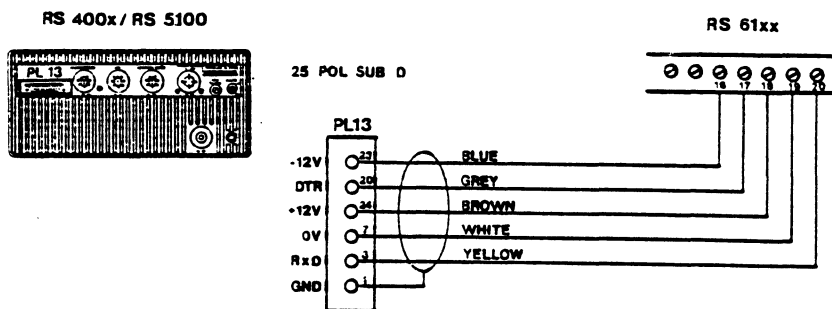 RS 400x / RS 5100
RS 61xx
PL 13
25 POL SUB D
16 17 18 19 20
PL13
-12V 23 BLUE
DTR 20 GREY
+12V 24 BROWN
0V 7 WHITE
RxD 3 YELLOW
GND 1